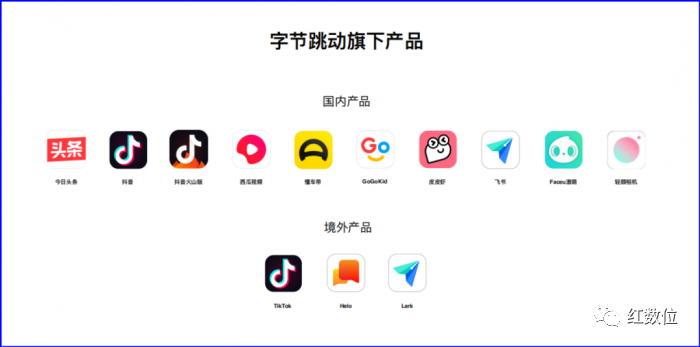 字节跳动旗下产品
国内产品
头条
Go
今日头条 抖音 抖音火山版 西瓜视频 懂车帝 GoGoKid 皮皮虾 飞书 Faceu激萌 轻颜相机
境外产品
TikTok Helo Lark
红数位